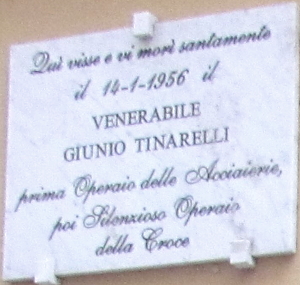 Quì visse e vi morì santamente
il 14-1-1956 il
VENERABILE
GIUNIO TINARELLI
prima Operaio delle Acciaierie,
poi Silenzioso Operaio
della Croce